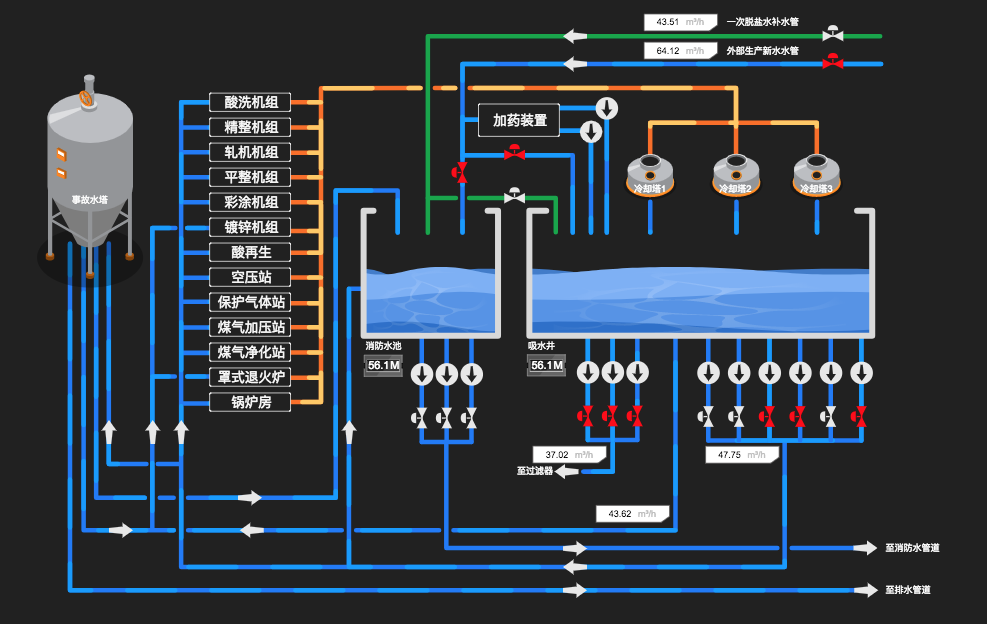 43.51 m³/h 一次脱盐水补水管
64.12 m³/h 外部生产新水水管
酸洗机组
精整机组
轧机机组
平整机组
彩涂机组
镀锌机组
酸再生
空压站
保护气体站
煤气加压站
煤气净化站
罩式退火炉
锅炉房
加药装置
事故水塔
冷却塔1
冷却塔2
冷却塔3
消防水池
56.1M
吸水井
56.1M
37.02 m³/h
至过滤器
47.75 m³/h
43.62 m³/h
至消防水管道
至排水管道